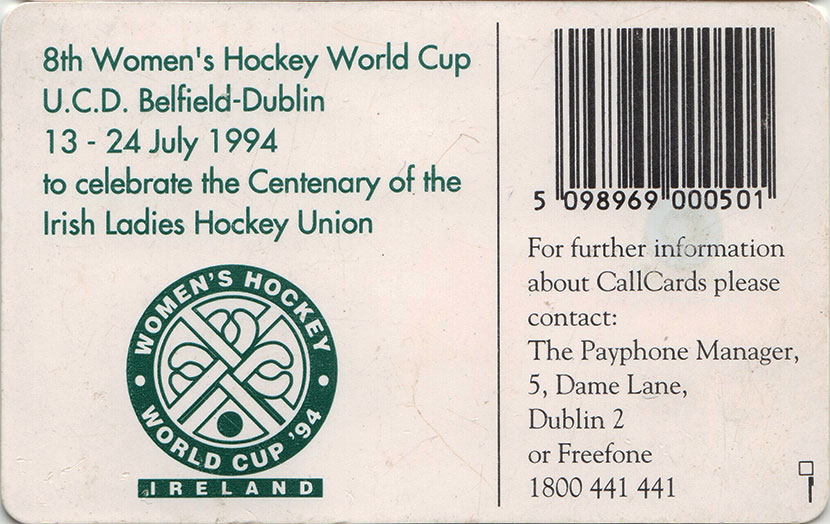 8th Women's Hockey World Cup
U.C.D. Belfield-Dublin
13 - 24 July 1994
to celebrate the Centenary of the
Irish Ladies Hockey Union
WOMEN'S HOCKEY
WORLD CUP '94
IRELAND
5 098969 000501
For further information
about CallCards please
contact:
The Payphone Manager,
5, Dame Lane,
Dublin 2
or Freefone
1800 441 441